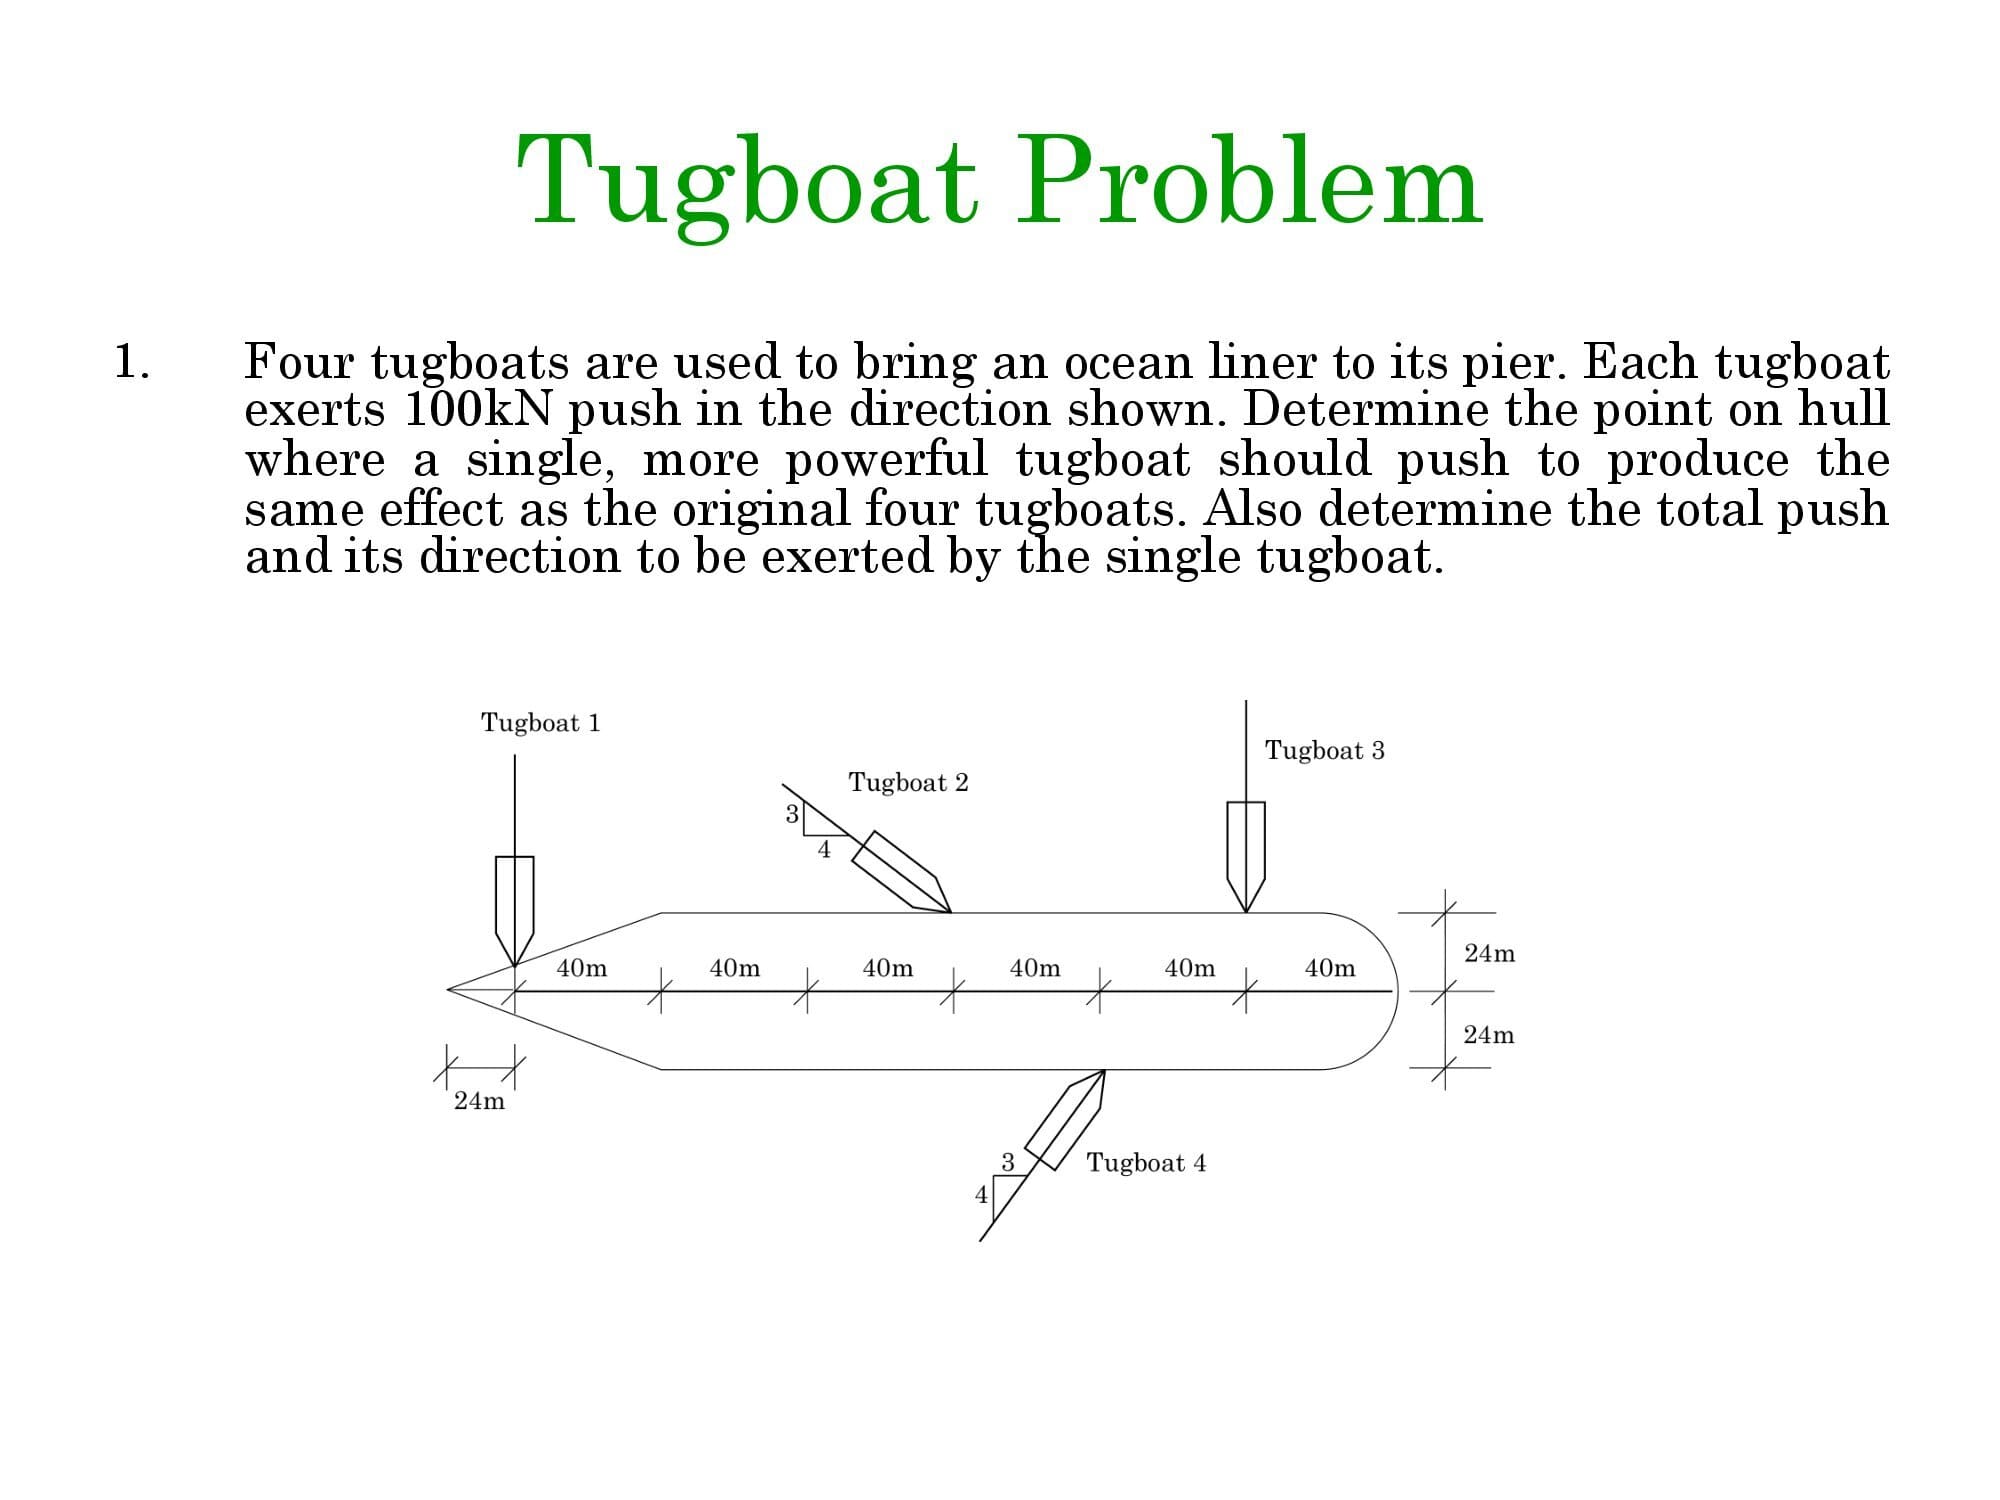 Tugboat Problem
1. Four tugboats are used to bring an ocean liner to its pier. Each tugboat
exerts 100kN push in the direction shown. Determine the point on hull
where a single, more powerful tugboat should push to produce the
same effect as the original four tugboats. Also determine the total push
and its direction to be exerted by the single tugboat.
Tugboat 1
Tugboat 3
Tugboat 2
3
4
24m
40m 40m 40m 40m 40m 40m
24m
24m
3
Tugboat 4
4